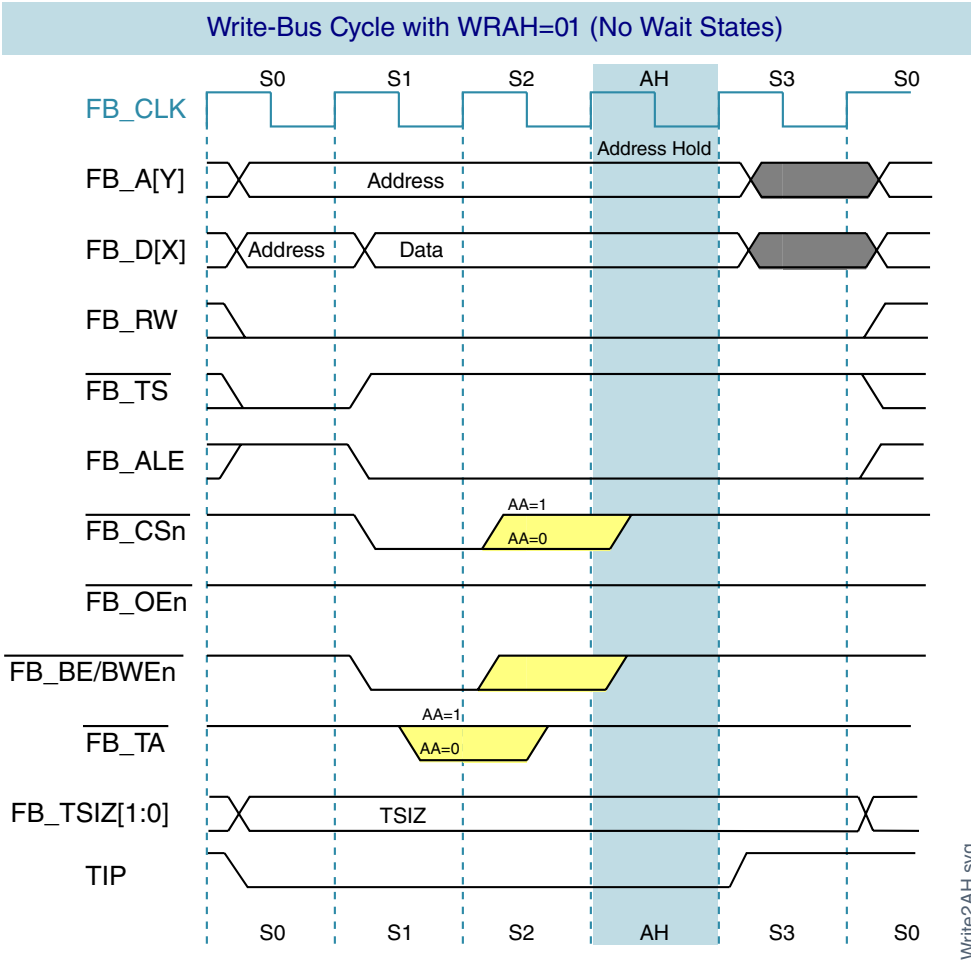 Write-Bus Cycle with WRAH=01 (No Wait States)
S0 S1 S2 AH S3 S0
FB_CLK
Address Hold
FB_A[Y] Address
FB_D[X] Address Data
FB_RW
FB_TS
FB_ALE
AA=1
FB_CSn AA=0
FB_OEn
FB_BE/BWEn
AA=1
FB_TA AA=0
FB_TSIZ[1:0] TSIZ
TIP
S0 S1 S2 AH S3 S0
Write2AH.svg